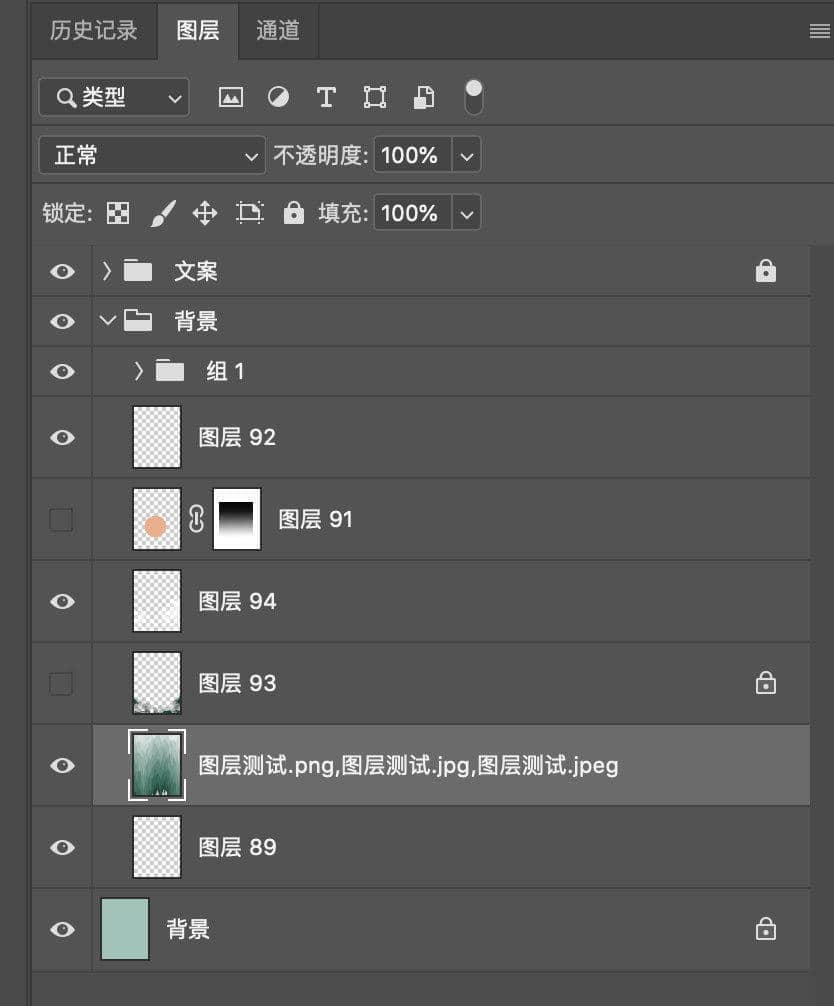 历史记录 图层 通道
类型
正常 不透明度: 100%
锁定: 填充: 100%
文案
背景
组 1
图层 92
图层 91
图层 94
图层 93
图层测试.png,图层测试.jpg,图层测试.jpeg
图层 89
背景